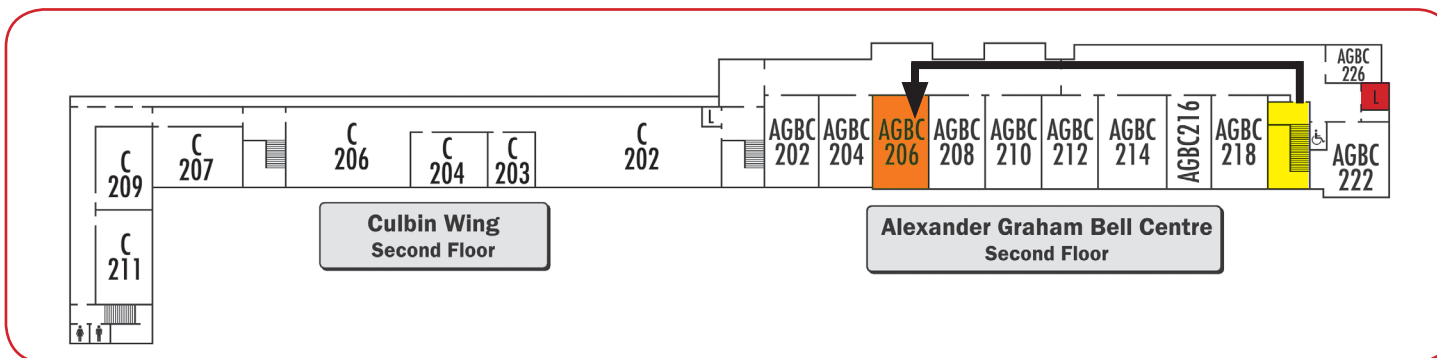 AGBC
226
L
L
C
209
C
207
C
206
C
204
C
203
C
202
AGBC
202
AGBC
204
AGBC
206
AGBC
208
AGBC
210
AGBC
212
AGBC
214
AGBC216
AGBC
218
AGBC
222
C
211
Culbin Wing
Second Floor
Alexander Graham Bell Centre
Second Floor